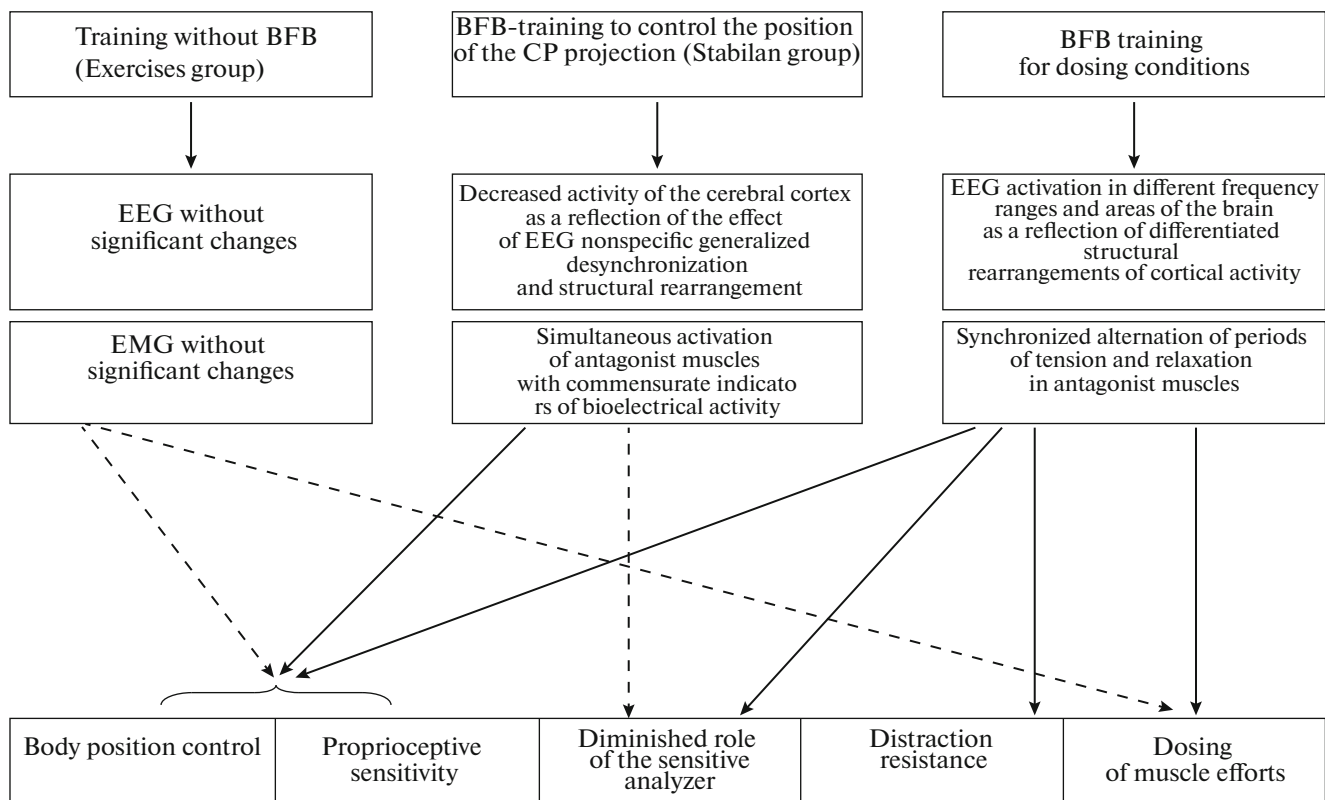 Training without BFB
(Exercises group)
BFB-training to control the position
of the CP projection (Stabilan group)
BFB training
for dosing conditions
EEG without
significant changes
Decreased activity of the cerebral cortex
as a reflection of the effect
of EEG nonspecific generalized
desynchronization
and structural rearrangement
EEG activation in different frequency
ranges and areas of the brain
as a reflection of differentiated
structural
rearrangements of cortical activity
EMG without
significant changes
Simultaneous activation
of antagonist muscles
with commensurate indicato
rs of bioelectrical activity
Synchronized alternation of periods
of tension and relaxation
in antagonist muscles
Body position control
Proprioceptive
sensitivity
Diminished role
of the sensitive
analyzer
Distraction
resistance
Dosing
of muscle efforts